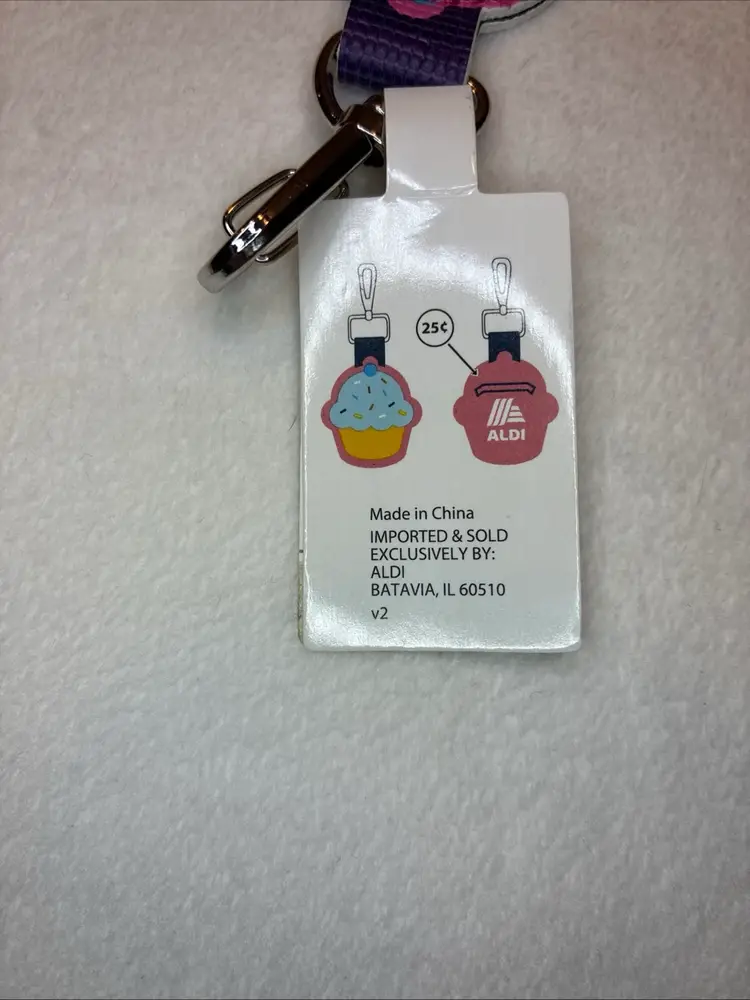 25¢
ALDI
Made in China
IMPORTED & SOLD
EXCLUSIVELY BY:
ALDI
BATAVIA, IL 60510
v2